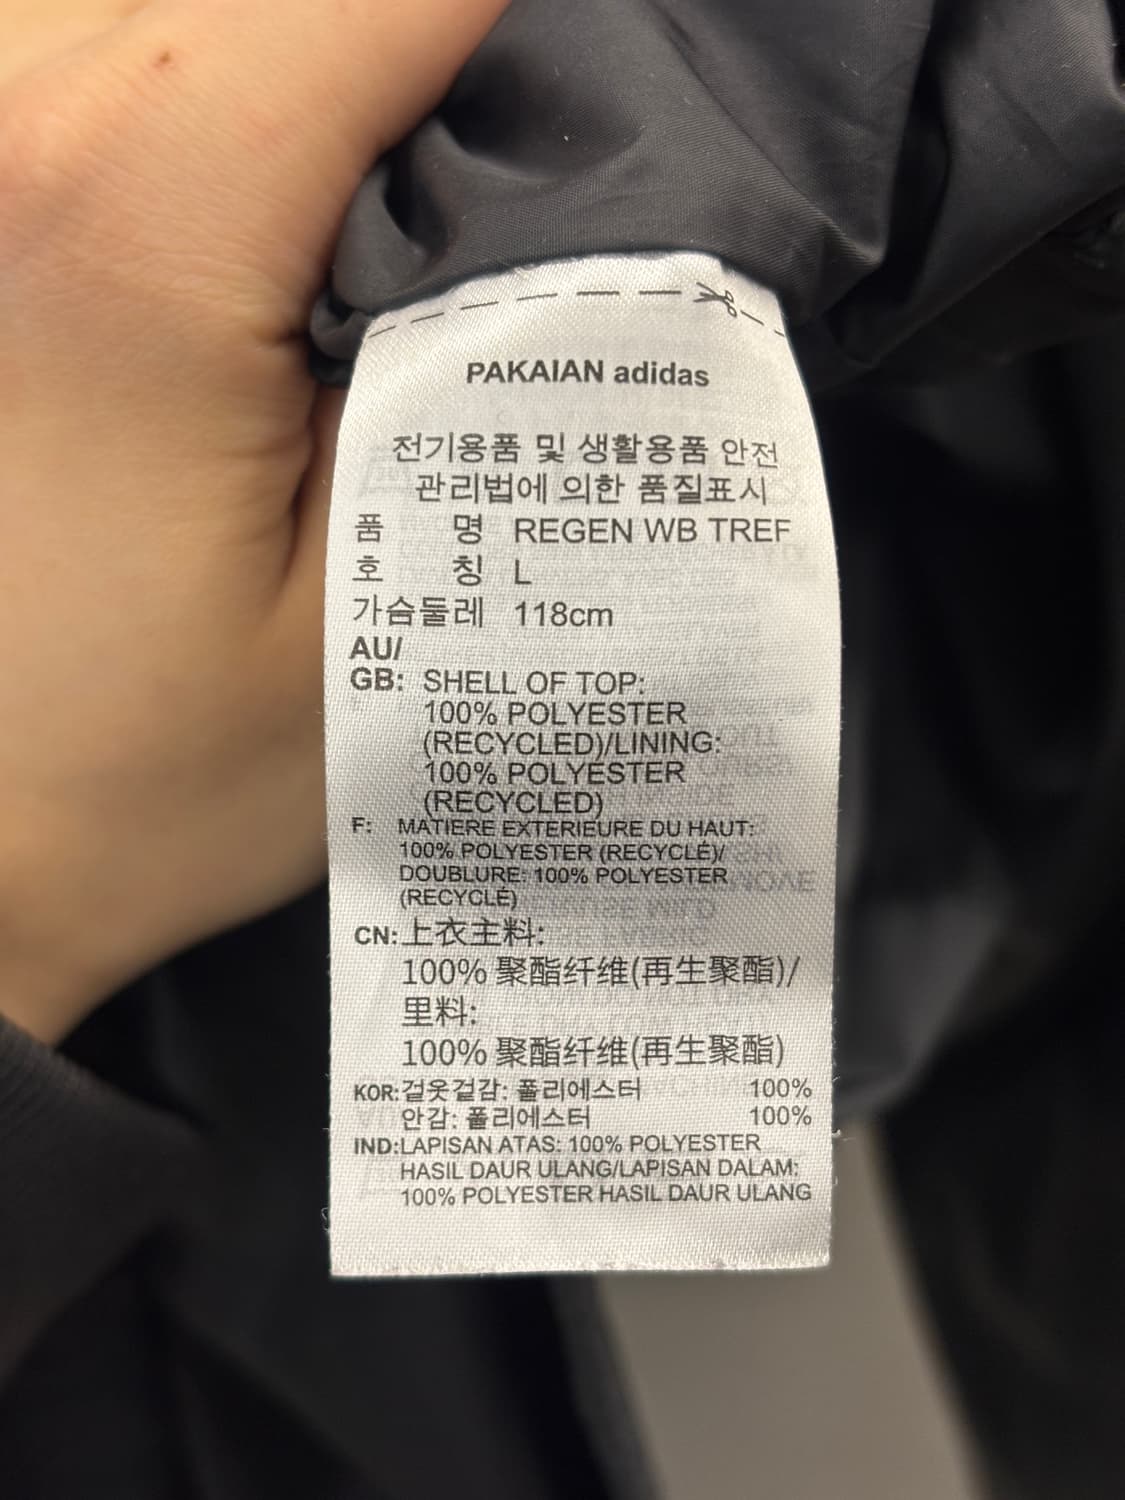 PAKAIAN adidas
전기용품 및 생활용품 안전
관리법에 의한 품질표시
품 명 REGEN WB TREF
호 칭 L
가슴둘레 118cm
AU/
GB: SHELL OF TOP:
100% POLYESTER
(RECYCLED)/LINING:
100% POLYESTER
(RECYCLED)
F: MATIERE EXTERIEURE DU HAUT:
100% POLYESTER (RECYCLÉ)/
DOUBLURE: 100% POLYESTER
(RECYCLÉ)
CN: 上衣主料:
100% 聚酯纤维(再生聚酯)/
里料:
100% 聚酯纤维(再生聚酯)
KOR: 겉옷겉감: 폴리에스터 100%
안감: 폴리에스터 100%
IND: LAPISAN ATAS: 100% POLYESTER
HASIL DAUR ULANG/LAPISAN DALAM:
100% POLYESTER HASIL DAUR ULANG